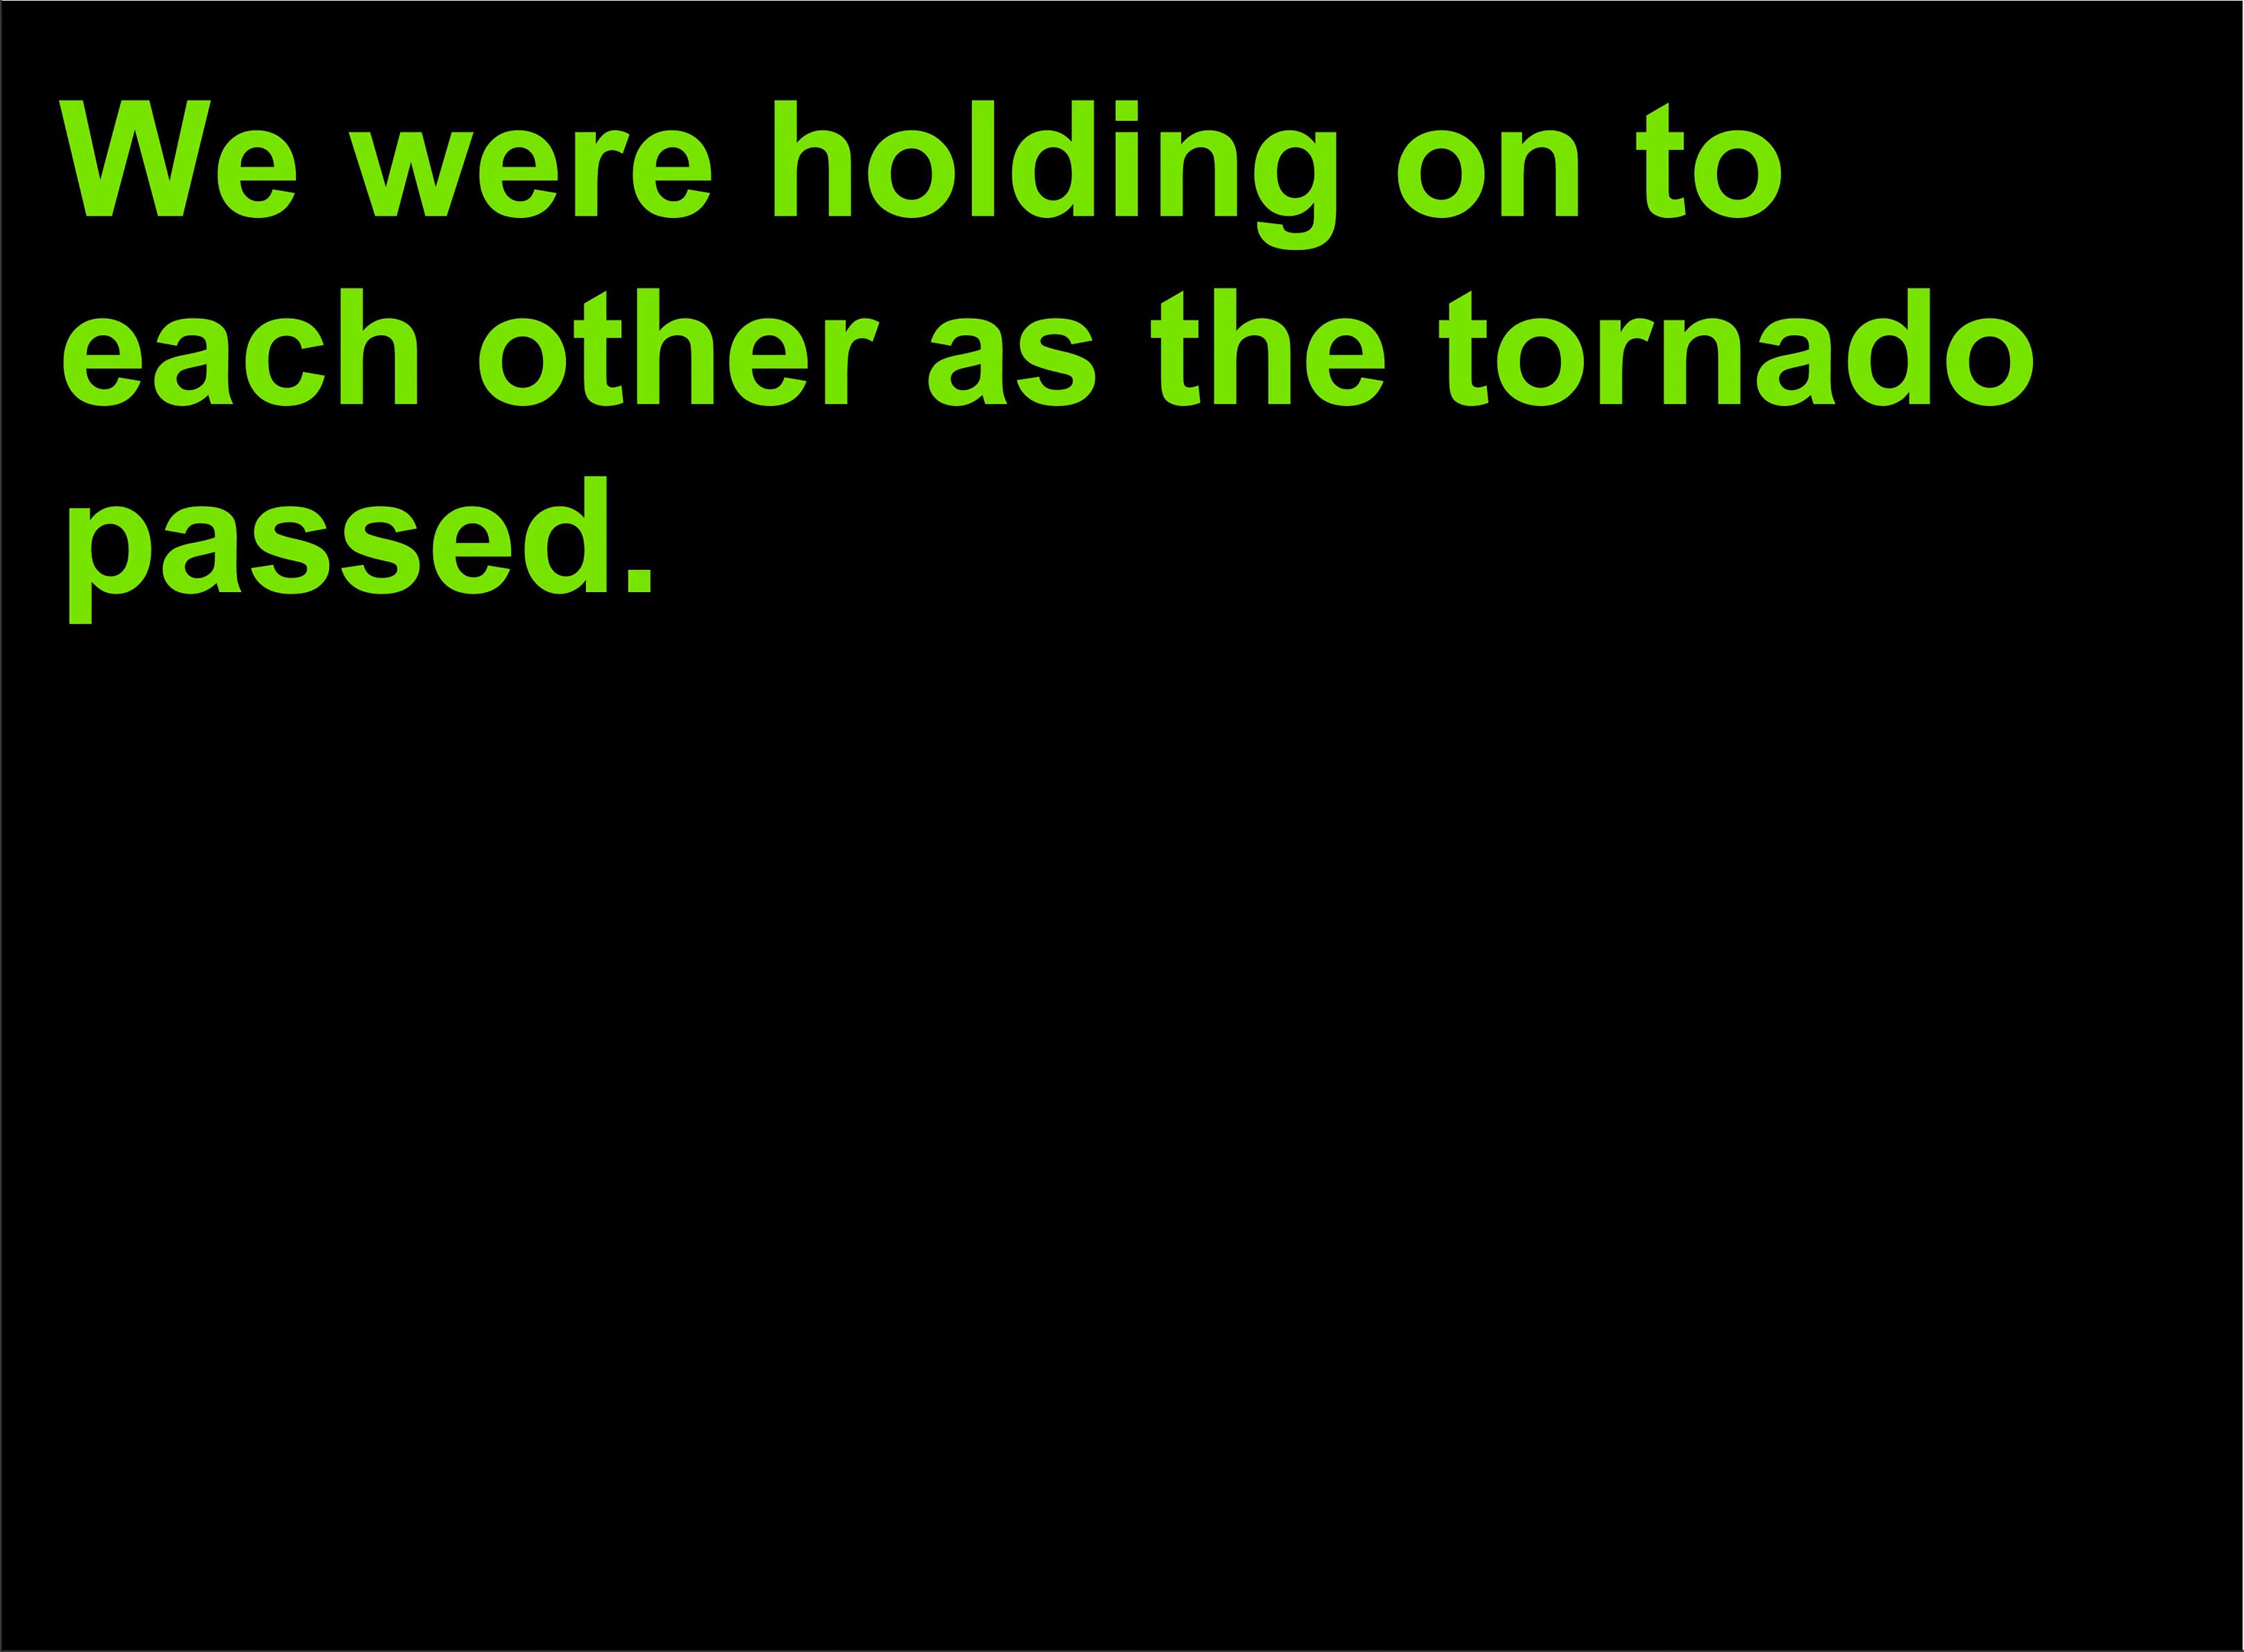 We were holding on to
each other as the tornado
passed.